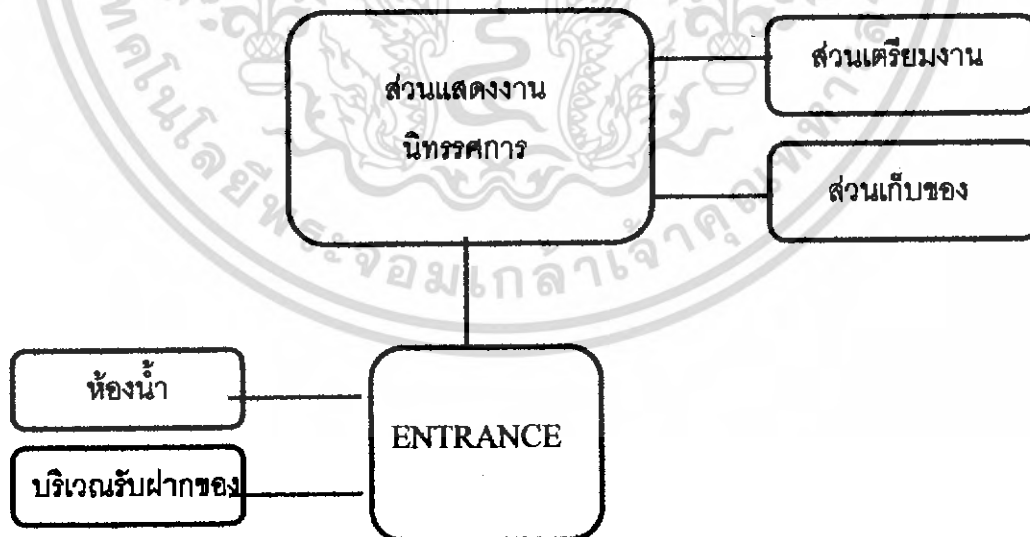 ส่วนแสดงงาน
นิทรรศการ
ส่วนเตรียมงาน
ส่วนเก็บของ
ห้องน้ำ
บริเวณรับฝากของ
ENTRANCE